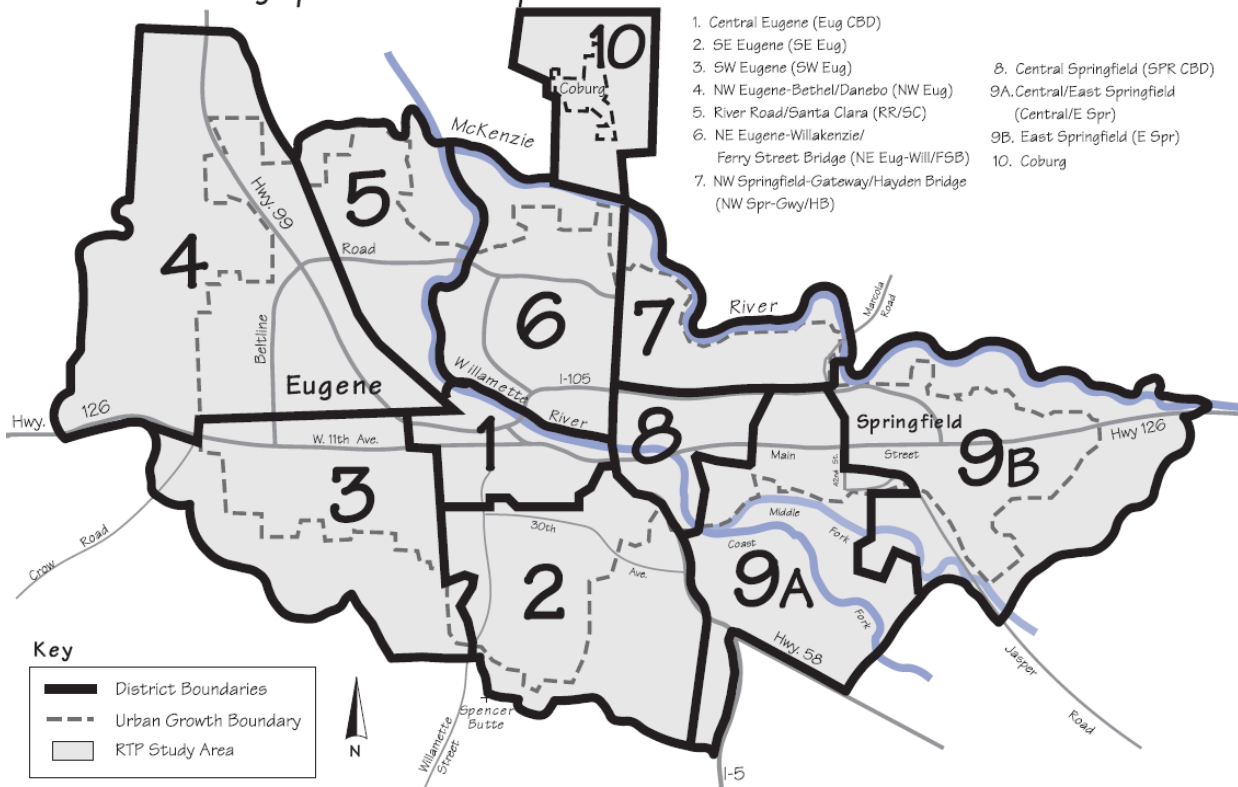 1. Central Eugene (Eug CBD)
2. SE Eugene (SE Eug)
3. SW Eugene (SW Eug)
4. NW Eugene-Bethel/Danebo (NW Eug)
5. River Road/Santa Clara (RR/SC)
6. NE Eugene-Willakenzie/
Ferry Street Bridge (NE Eug-Will/FSB)
7. NW Springfield-Gateway/Hayden Bridge
(NW Spr-Gwy/HB)
8. Central Springfield (SPR CBD)
9A. Central/East Springfield
(Central/E Spr)
9B. East Springfield (E Spr)
10. Coburg
10
Coburg
McKenzie
5
Hwy. 99
4
Road
6
7
River
Marcola
Road
Beltline
Willamette
River
I-105
Eugene
Hwy.
126
W. 11th Ave.
1
8
Springfield
Hwy 126
Main
42nd St.
Street
9B
3
Middle
Fork
30th
Ave.
Coast
Fork
Crow
Road
2
9A
Hwy. 58
Jasper
Road
Spencer
Butte
Willamette
Street
I-5
Key
District Boundaries
Urban Growth Boundary
RTP Study Area
N